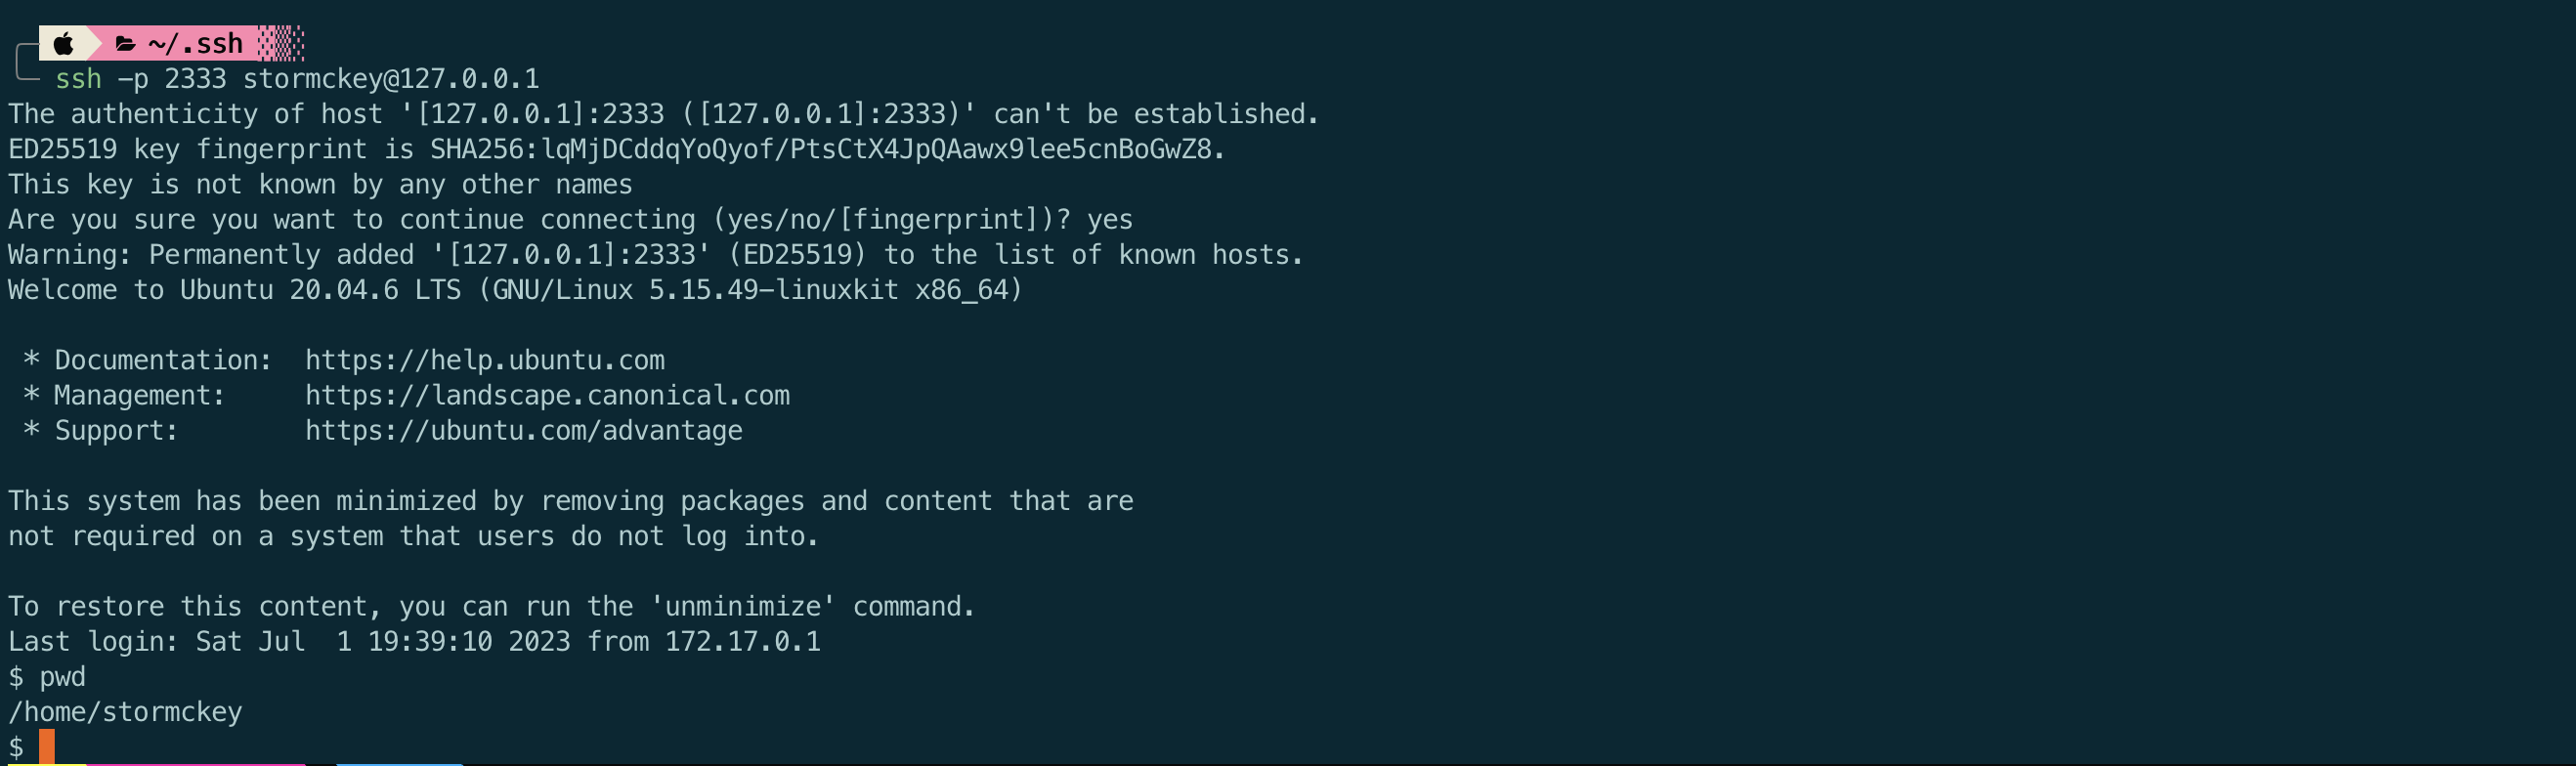 ~/.ssh
ssh -p 2333 stormckey@127.0.0.1
The authenticity of host '[127.0.0.1]:2333 ([127.0.0.1]:2333)' can't be established.
ED25519 key fingerprint is SHA256:lqMjDCddqYoQyof/PtsCtX4JpQAawx9lee5cnBoGwZ8.
This key is not known by any other names
Are you sure you want to continue connecting (yes/no/[fingerprint])? yes
Warning: Permanently added '[127.0.0.1]:2333' (ED25519) to the list of known hosts.
Welcome to Ubuntu 20.04.6 LTS (GNU/Linux 5.15.49-linuxkit x86_64)
* Documentation:  https://help.ubuntu.com
* Management:     https://landscape.canonical.com
* Support:        https://ubuntu.com/advantage
This system has been minimized by removing packages and content that are
not required on a system that users do not log into.
To restore this content, you can run the 'unminimize' command.
Last login: Sat Jul  1 19:39:10 2023 from 172.17.0.1
$ pwd
/home/stormckey
$